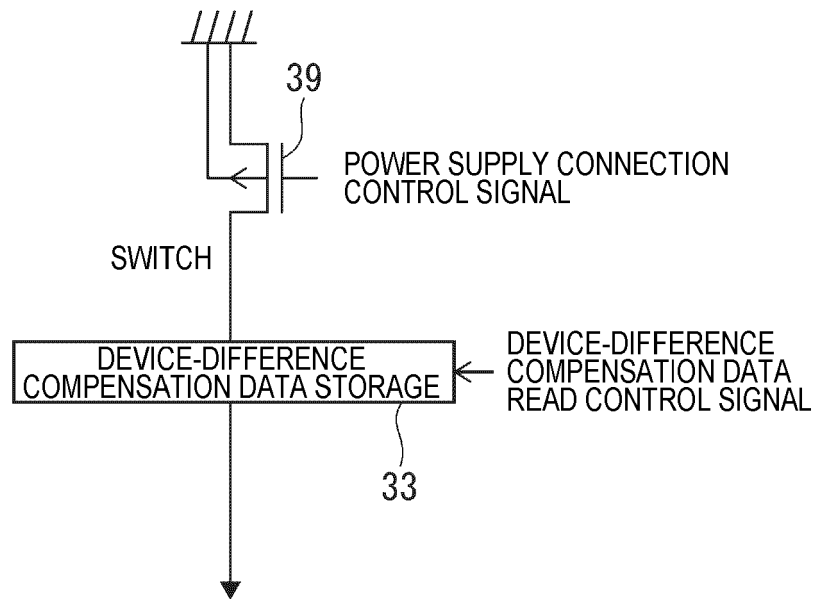 39
POWER SUPPLY CONNECTION
CONTROL SIGNAL
SWITCH
DEVICE-DIFFERENCE
COMPENSATION DATA STORAGE
DEVICE-DIFFERENCE
COMPENSATION DATA
READ CONTROL SIGNAL
33